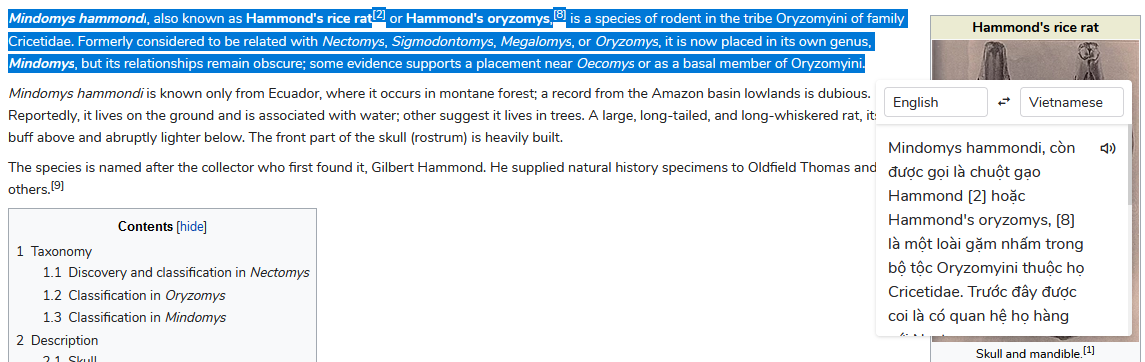 Mindomys hammondi, also known as Hammond's rice rat[2] or Hammond's oryzomys,[8] is a species of rodent in the tribe Oryzomyini of family
Cricetidae. Formerly considered to be related with Nectomys, Sigmodontomys, Megalomys, or Oryzomys, it is now placed in its own genus,
Mindomys, but its relationships remain obscure; some evidence supports a placement near Oecomys or as a basal member of Oryzomyini.
Mindomys hammondi is known only from Ecuador, where it occurs in montane forest; a record from the Amazon basin lowlands is dubious.
Reportedly, it lives on the ground and is associated with water; other suggest it lives in trees. A large, long-tailed, and long-whiskered rat,
buff above and abruptly lighter below. The front part of the skull (rostrum) is heavily built.
The species is named after the collector who first found it, Gilbert Hammond. He supplied natural history specimens to Oldfield Thomas and
others.[9]
Contents [hide]
1 Taxonomy
1.1 Discovery and classification in Nectomys
1.2 Classification in Oryzomys
1.3 Classification in Mindomys
2 Description
2.1 Skull
Hammond's rice rat
English
Vietnamese
Mindomys hammondi, còn
được gọi là chuột gạo
Hammond [2] hoặc
Hammond's oryzomys, [8]
là một loài gặm nhấm trong
bộ tộc Oryzomyini thuộc họ
Cricetidae. Trước đây được
coi là có quan hệ họ hàng
Skull and mandible.[1]